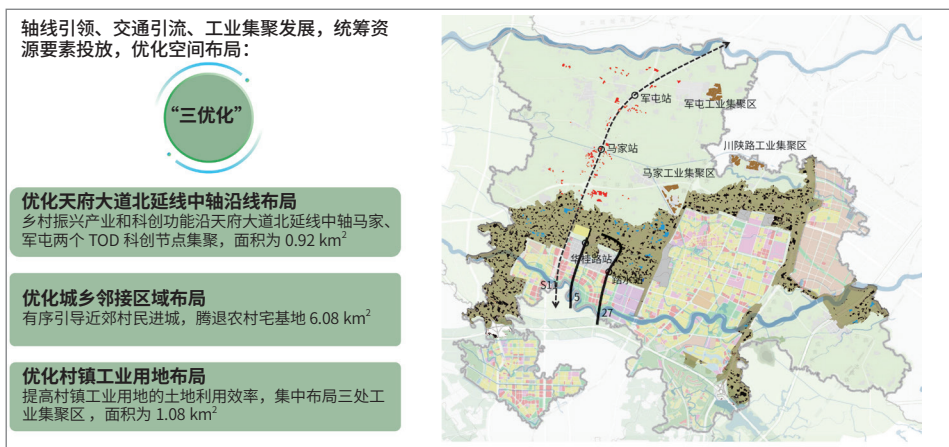 轴线引领、交通引流、工业集聚发展，统筹资
源要素投放，优化空间布局：
“三优化”
优化天府大道北延线中轴沿线布局
乡村振兴产业和科创功能沿天府大道北延线中轴马家、
军屯两个 TOD 科创节点集聚，面积为 0.92 km²
优化城乡邻接区域布局
有序引导近郊村民进城，腾退农村宅基地 6.08 km²
优化村镇工业用地布局
提高村镇工业用地的土地利用效率，集中布局三处工
业集聚区 ，面积为 1.08 km²
军屯站
军屯工业集聚区
马家站
川陕路工业集聚区
马家工业集聚区
华桂路站
S11
5
27